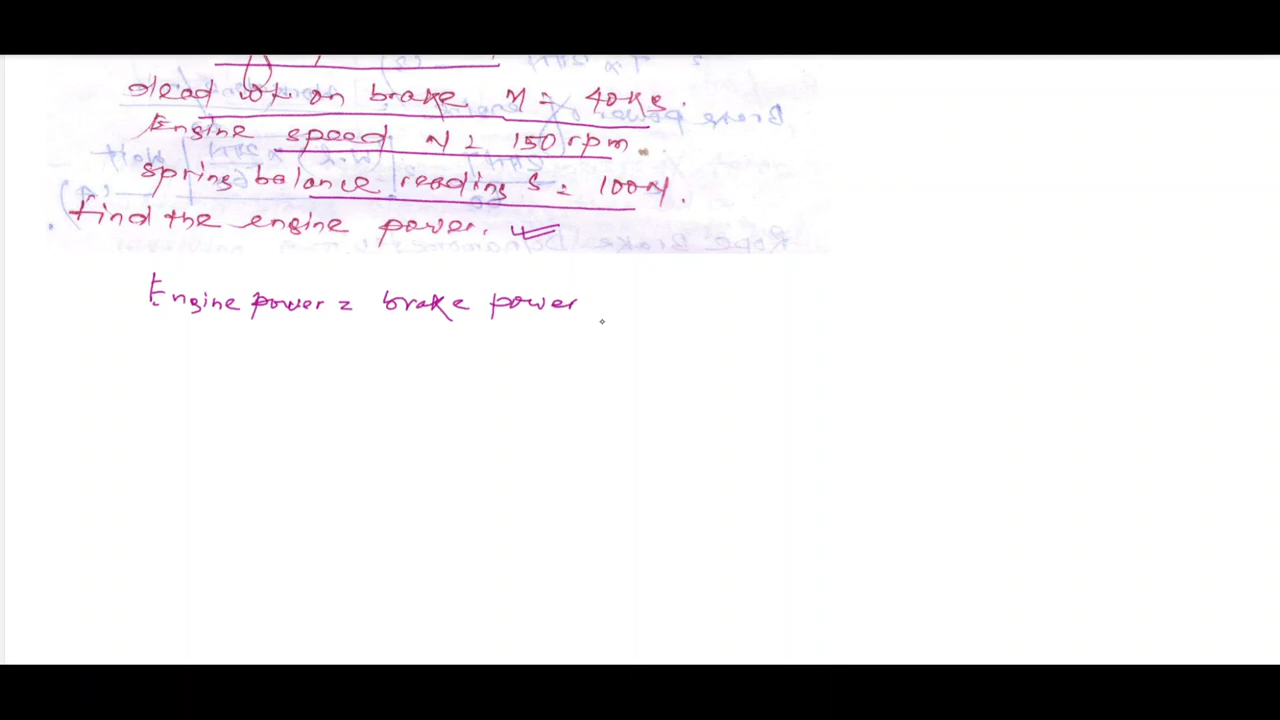 dead wt on brake M = 40Kg.
Engine speed N = 150 rpm
spring balance reading S = 100N.
find the engine power.
Engine power = brake power